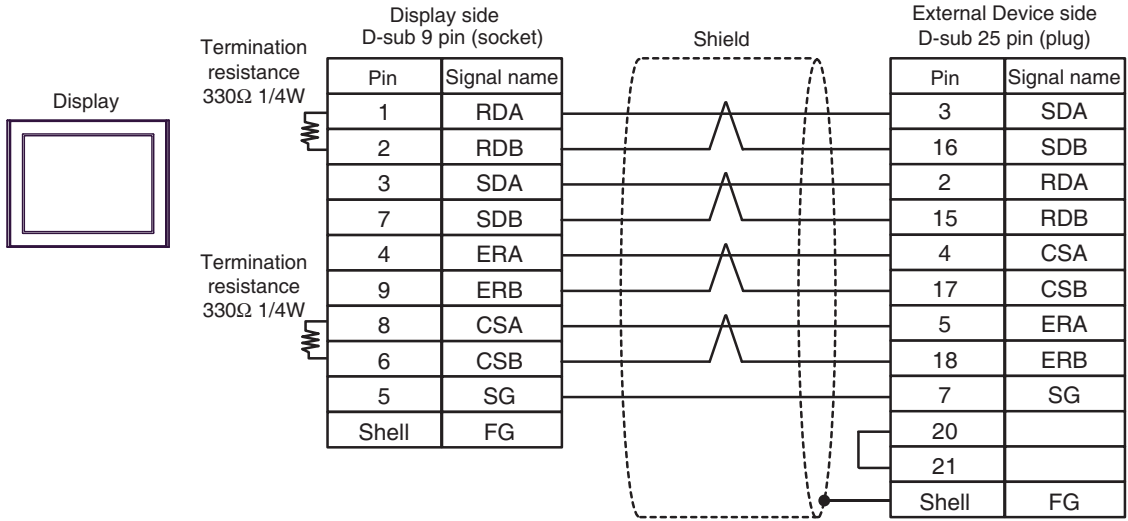 Display side
D-sub 9 pin (socket)
Shield
External Device side
D-sub 25 pin (plug)
Display
Termination
resistance
330Ω 1/4W
Termination
resistance
330Ω 1/4W
Pin Signal name
1 RDA
2 RDB
3 SDA
7 SDB
4 ERA
9 ERB
8 CSA
6 CSB
5 SG
Shell FG
Pin Signal name
3 SDA
16 SDB
2 RDA
15 RDB
4 CSA
17 CSB
5 ERA
18 ERB
7 SG
20
21
Shell FG